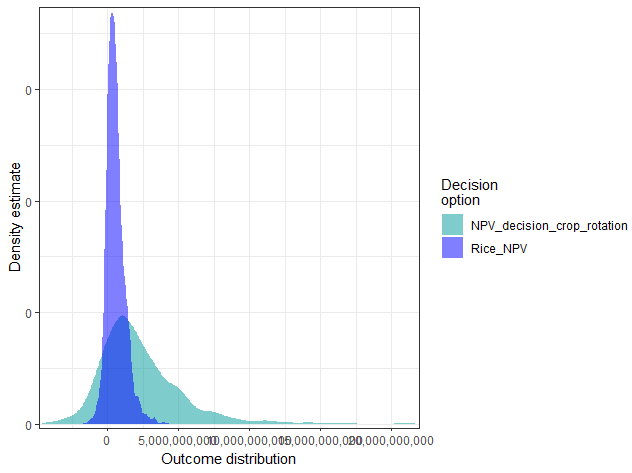 Density estimate
0
0
0
0
0
5,000,000,000
10,000,000,000
15,000,000,000
20,000,000,000
Outcome distribution
Decision
option
NPV_decision_crop_rotation
Rice_NPV